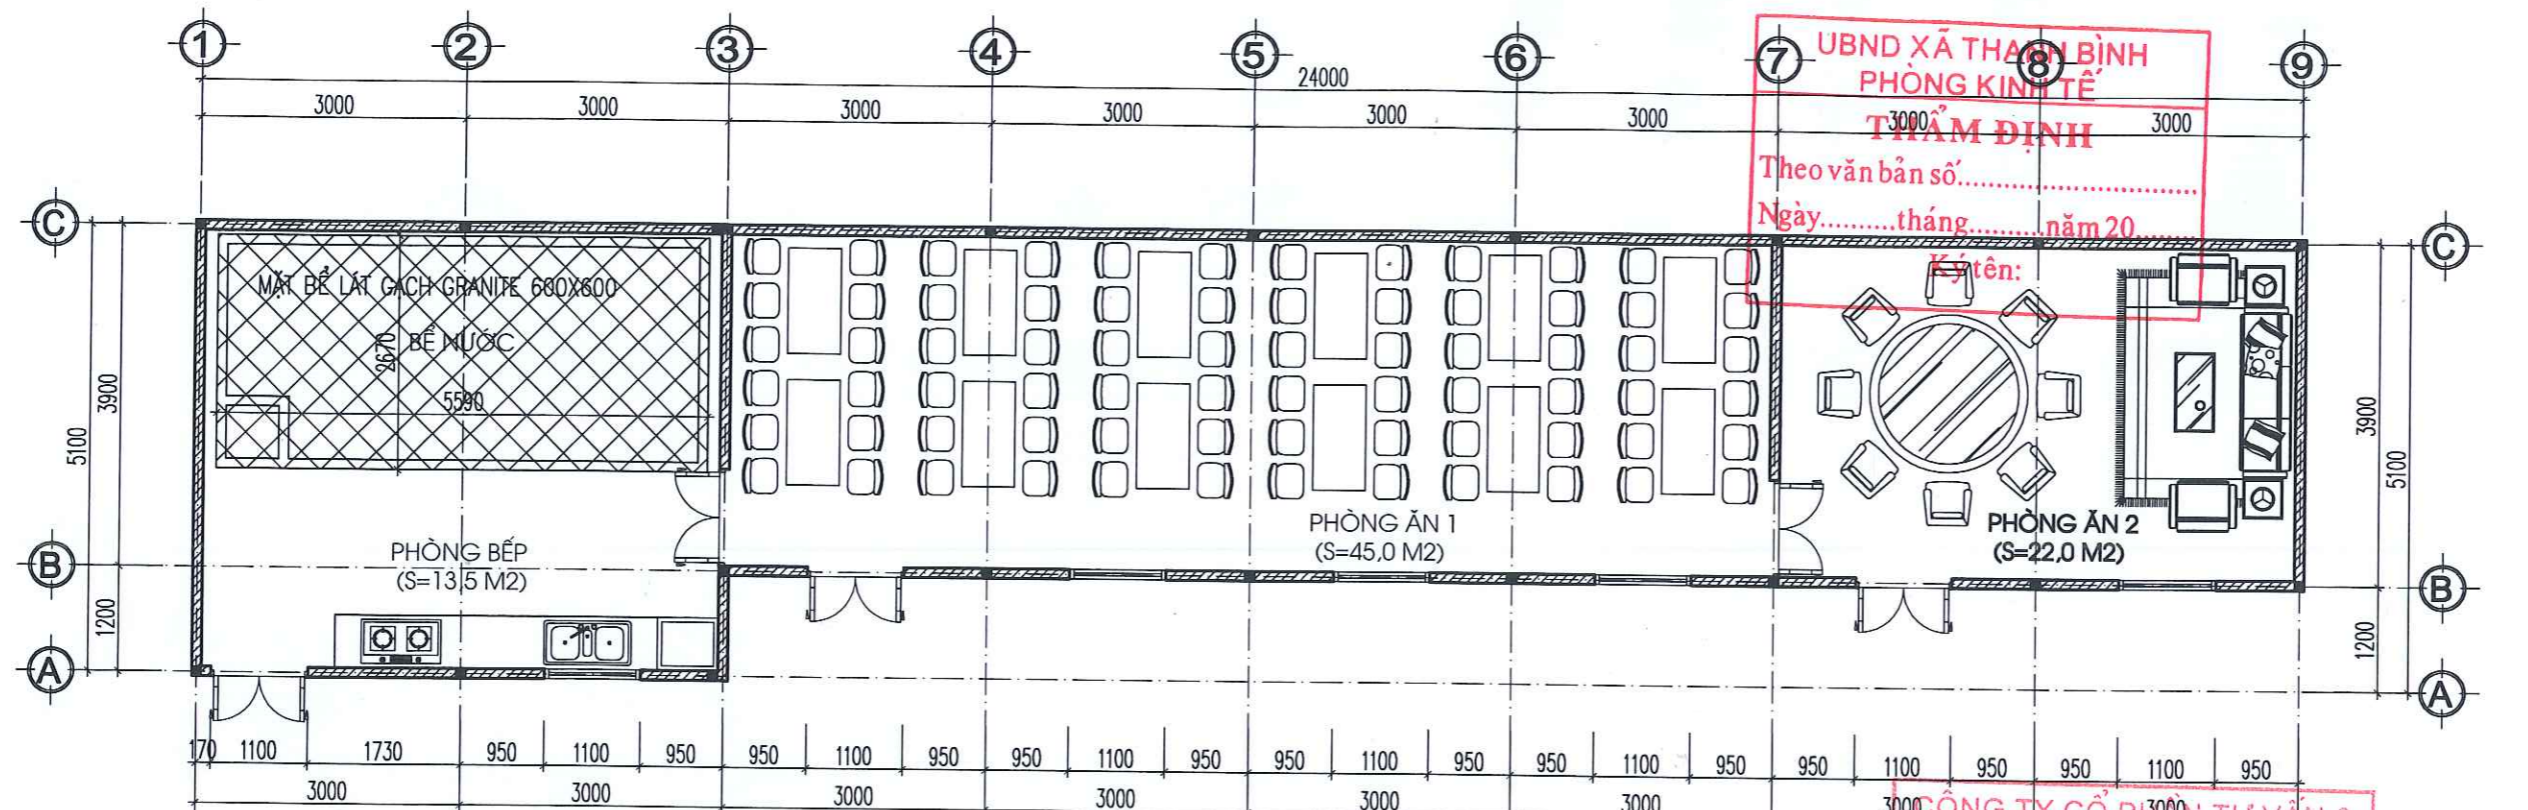 1 2 3 4 5 6 7 8 9
24000
3000 3000 3000 3000 3000 3000 3000 3000
UBND XÃ THANH BÌNH
PHÒNG KINH TẾ
THẨM ĐỊNH
Theo văn bản số..............................
Ngày..........tháng..........năm 20........
Ký tên:
C C
MẶT BỂ LÁT GẠCH GRANITE 600X600
BỂ NƯỚC
2670
5590
3900 3900
5100 5100
PHÒNG ĂN 1
(S=45,0 M2)
PHÒNG ĂN 2
(S=22,0 M2)
PHÒNG BẾP
(S=13,5 M2)
B B
1200 1200
A A
170 1100 1730 950 1100 950 950 1100 950 950 1100 950 950 1100 950 950 1100 950 950 1100 950 950 1100 950
3000 3000 3000 3000 3000 3000 3000 3000
CÔNG TY CỔ PHẦN TƯ VẤN